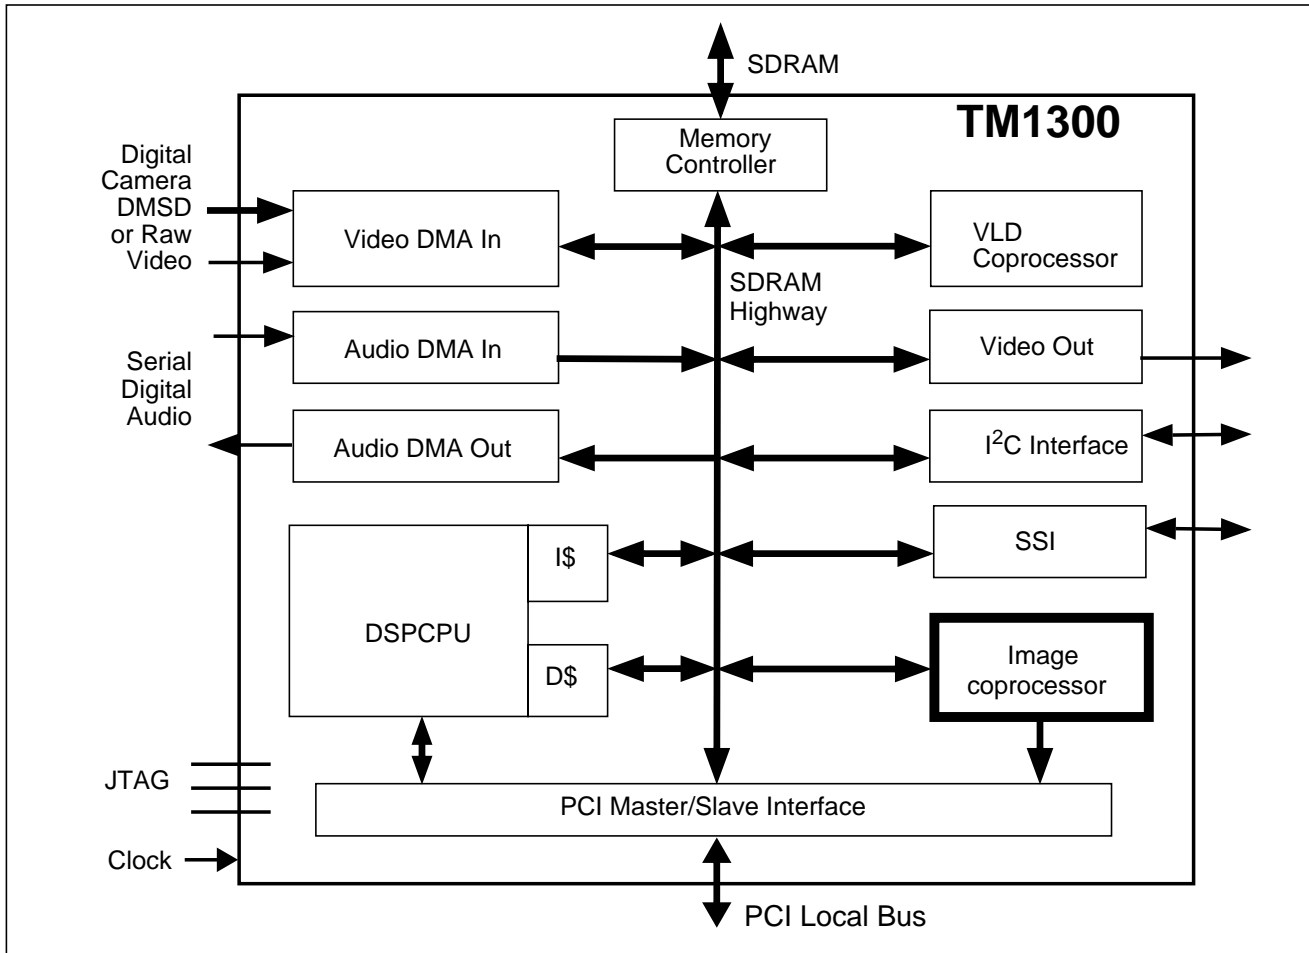 SDRAM
TM1300
Memory
Controller
Digital
Camera
DMSD
or Raw
Video
Video DMA In
VLD
Coprocessor
SDRAM
Highway
Audio DMA In
Video Out
Serial
Digital
Audio
Audio DMA Out
I²C Interface
I$
SSI
DSPCPU
D$
Image
coprocessor
JTAG
PCI Master/Slave Interface
Clock
PCI Local Bus